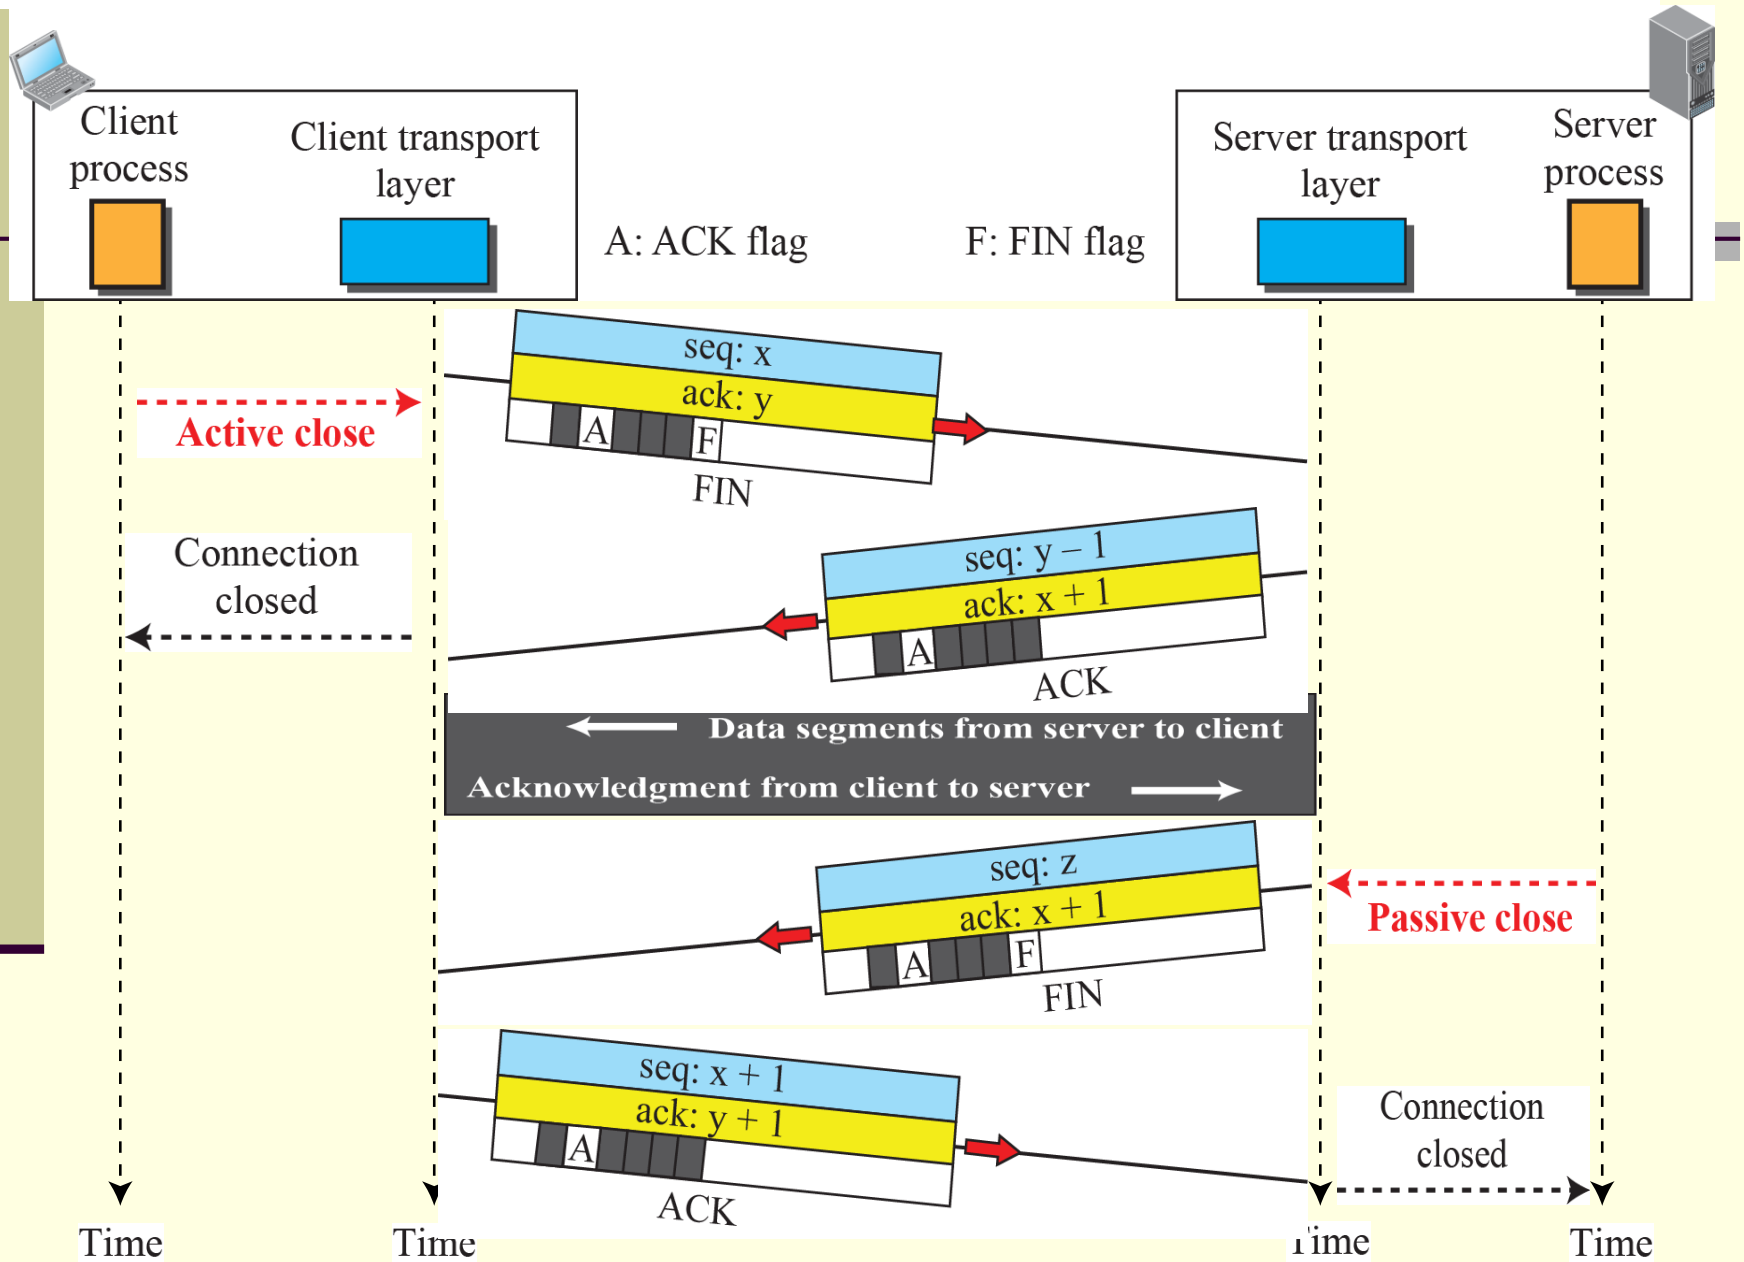 Client
process
Client transport
layer
A: ACK flag
F: FIN flag
Server transport
layer
Server
process
seq: x
ack: y
A
F
FIN
Active close
seq: y – 1
ack: x + 1
A
ACK
Connection
closed
Data segments from server to client
Acknowledgment from client to server
seq: z
ack: x + 1
A
F
FIN
Passive close
seq: x + 1
ack: y + 1
A
ACK
Connection
closed
Time
Time
Time
Time